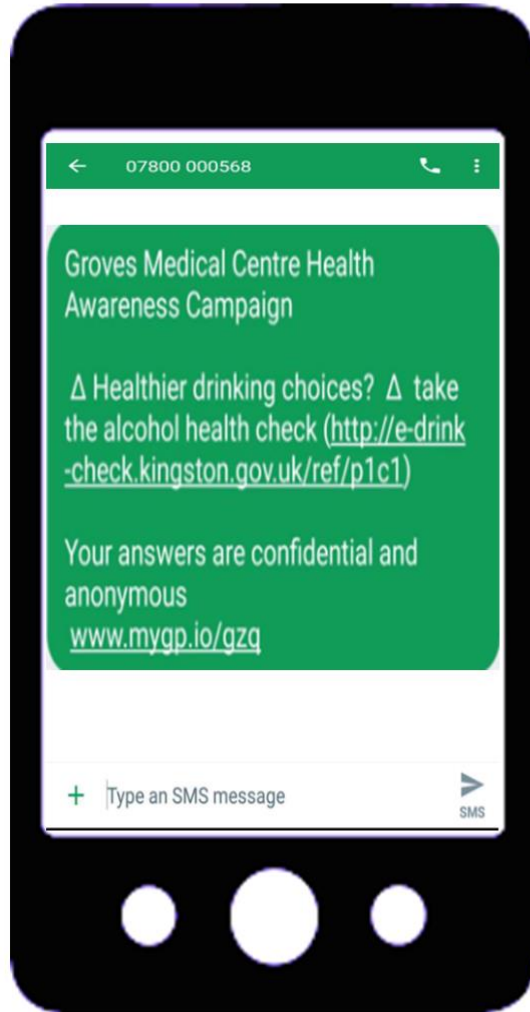 07800 000568
Groves Medical Centre Health
Awareness Campaign
Δ Healthier drinking choices? Δ take
the alcohol health check (http://e-drink
-check.kingston.gov.uk/ref/p1c1)
Your answers are confidential and
anonymous
www.mygp.io/gzq
+ Type an SMS message
SMS